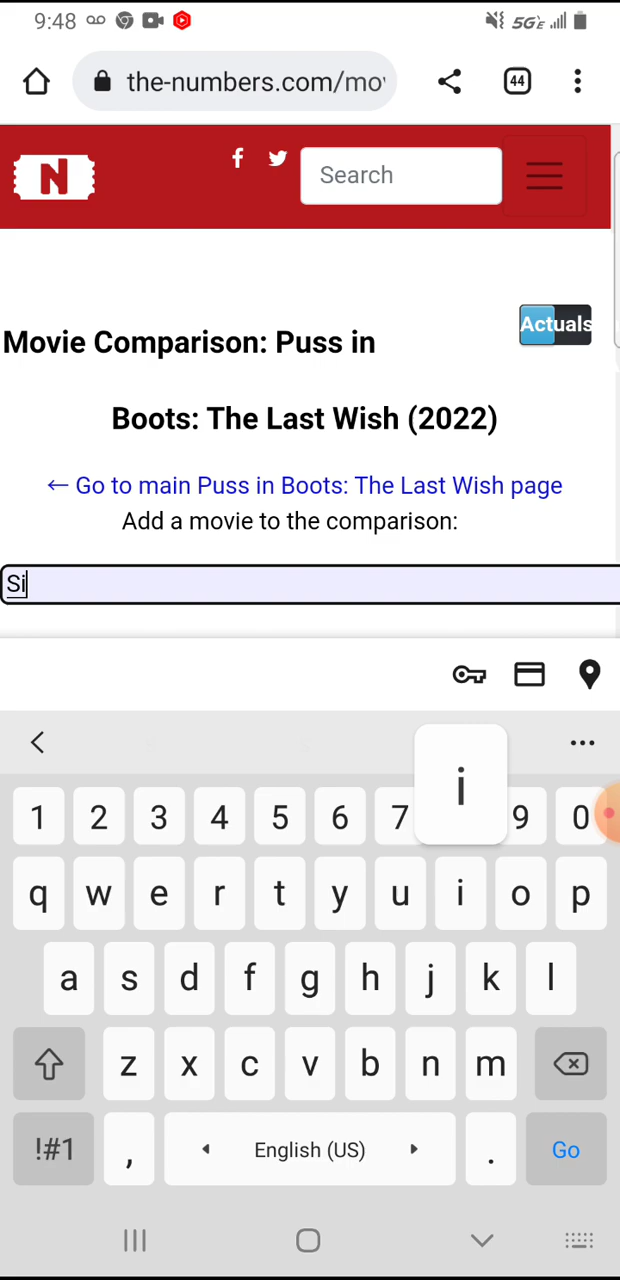 9:48 5GE
the-numbers.com/mov 44
N Search
Actuals
Movie Comparison: Puss in
Boots: The Last Wish (2022)
← Go to main Puss in Boots: The Last Wish page
Add a movie to the comparison:
Si
i
1 2 3 4 5 6 7 9 0
q w e r t y u i o p
a s d f g h j k l
z x c v b n m
!#1 , English (US) . Go